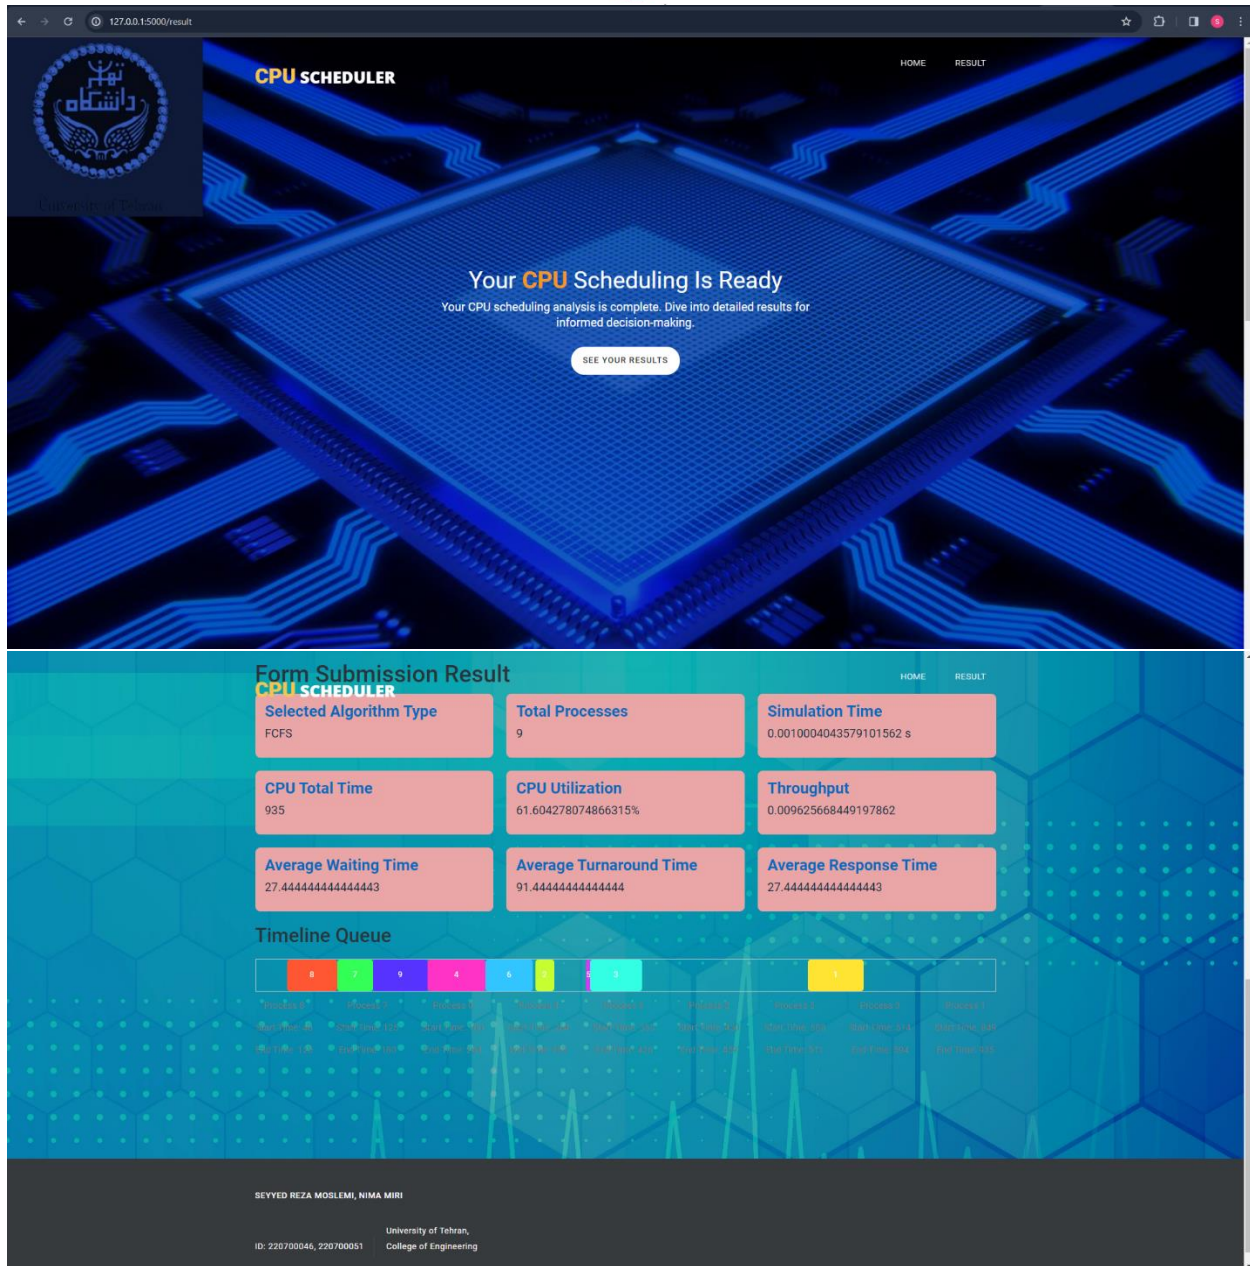 127.0.0.1:5000/result
S
دانشگاه تهران
University of Tehran
CPU SCHEDULER
HOME RESULT
Your CPU Scheduling Is Ready
Your CPU scheduling analysis is complete. Dive into detailed results for
informed decision-making.
SEE YOUR RESULTS
Form Submission Result
CPU SCHEDULER
HOME RESULT
Selected Algorithm Type
FCFS
Total Processes
9
Simulation Time
0.0010004043579101562 s
CPU Total Time
935
CPU Utilization
61.604278074866315%
Throughput
0.009625668449197862
Average Waiting Time
27.444444444444443
Average Turnaround Time
91.44444444444444
Average Response Time
27.444444444444443
Timeline Queue
8 7 9 4 6 5 3 1
SEYYED REZA MOSLEMI, NIMA MIRI
ID: 220700046, 220700051
University of Tehran,
College of Engineering